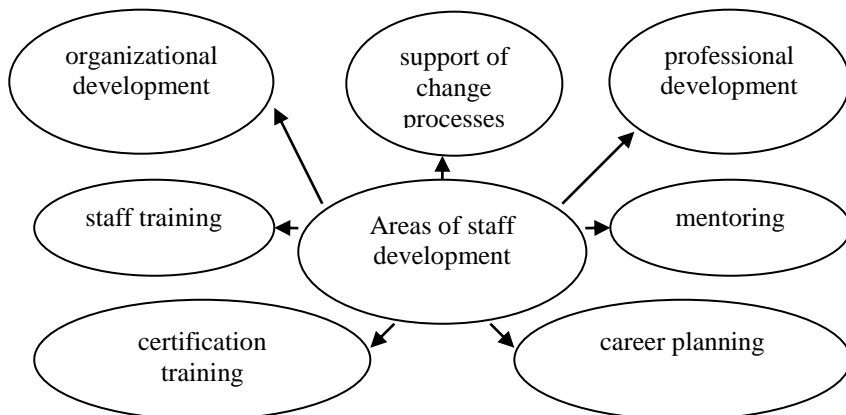 organizational
development
support of
change
processes
professional
development
staff training
Areas of staff
development
mentoring
certification
training
career planning